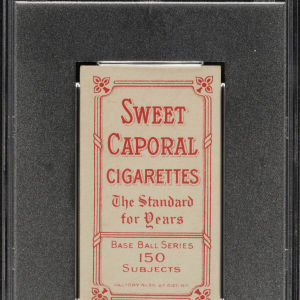 SWEET
CAPORAL
CIGARETTES
The Standard
for Years
BASE BALL SERIES
150
SUBJECTS